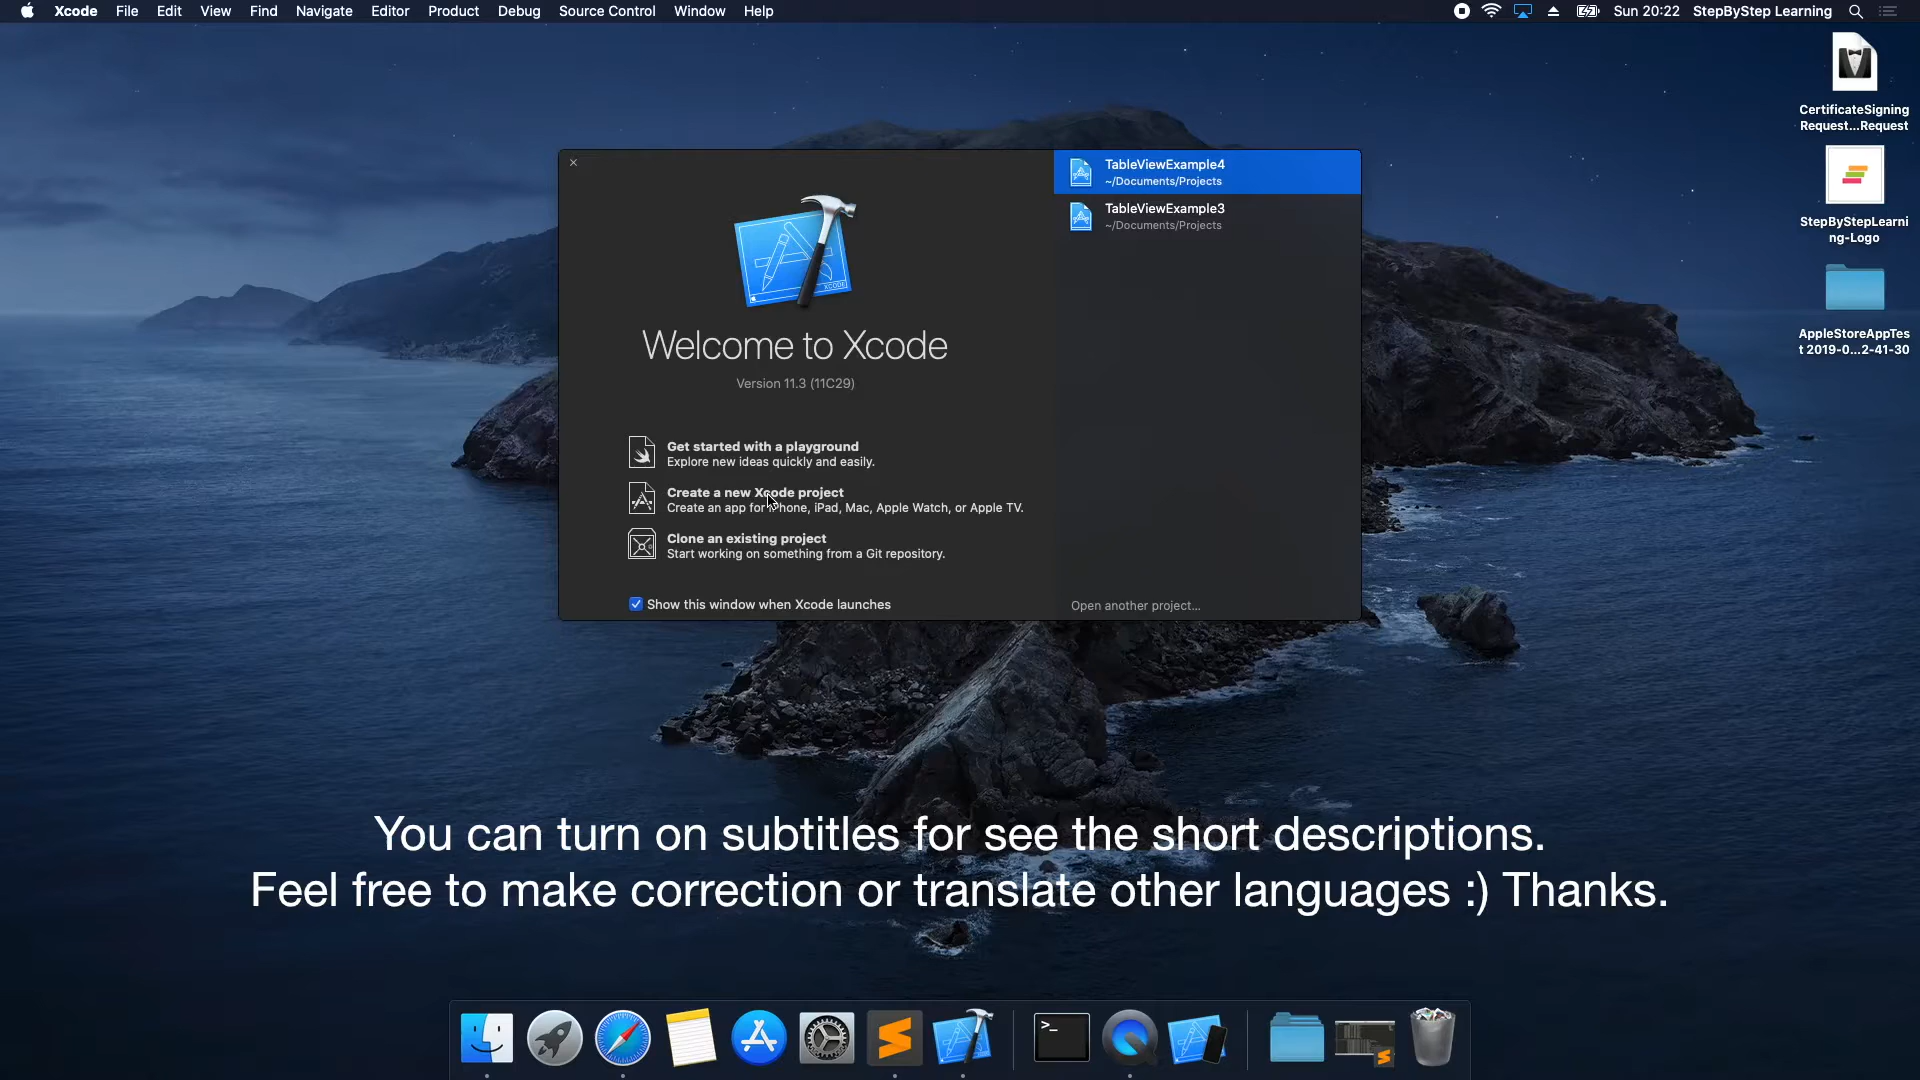 Xcode File Edit View Find Navigate Editor Product Debug Source Control Window Help
Sun 20:22 StepByStep Learning
CertificateSigning
Request...Request
StepByStepLearni
ng-Logo
AppleStoreAppTes
t 2019-0...2-41-30
TableViewExample4
~/Documents/Projects
TableViewExample3
~/Documents/Projects
XCODE
Welcome to Xcode
Version 11.3 (11C29)
Get started with a playground
Explore new ideas quickly and easily.
Create a new Xcode project
Create an app for iPhone, iPad, Mac, Apple Watch, or Apple TV.
Clone an existing project
Start working on something from a Git repository.
Show this window when Xcode launches
Open another project...
You can turn on subtitles for see the short descriptions.
Feel free to make correction or translate other languages :) Thanks.
>_